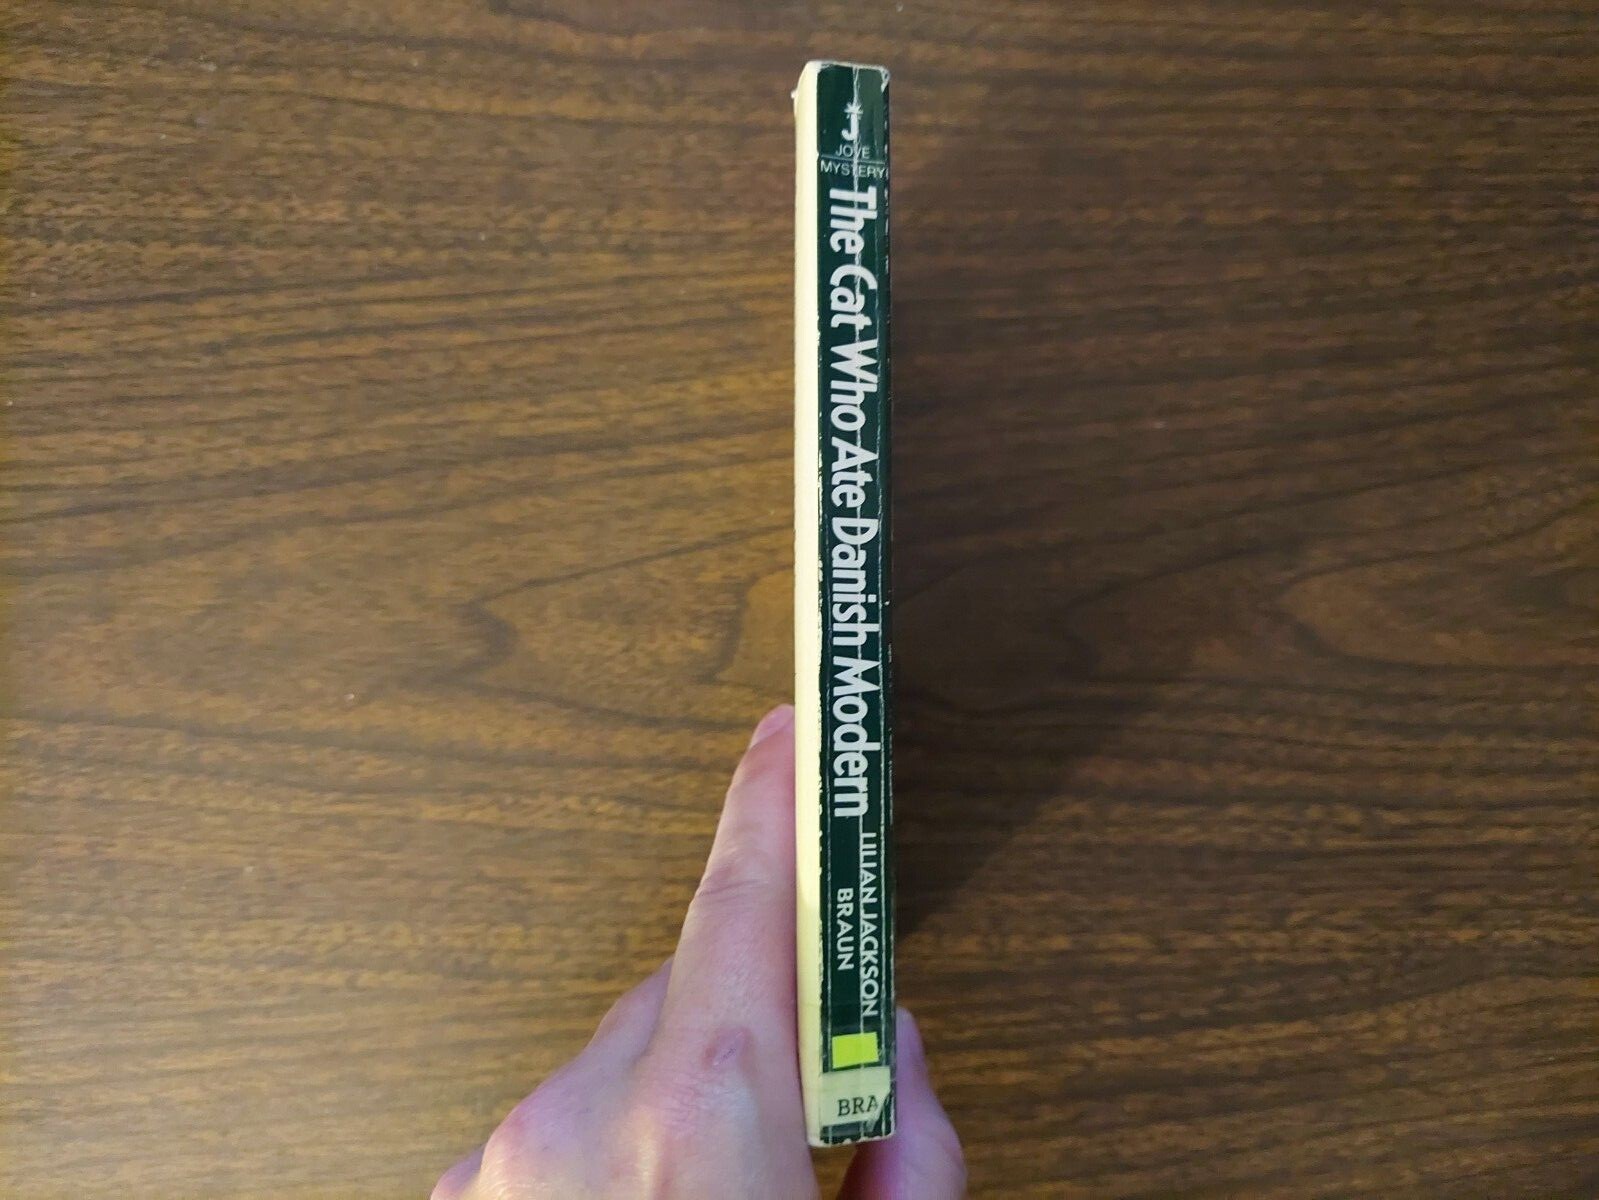 JOVE
MYSTERY
The Cat Who Ate Danish Modern
LILIAN JACKSON
BRAUN
BRA